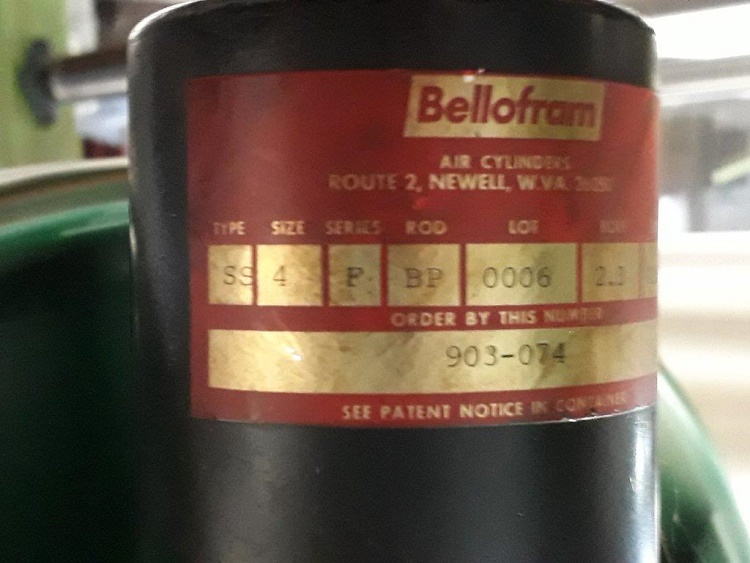 Bellofram
AIR CYLINDERS
ROUTE 2, NEWELL, W.VA.
TYPE SIZE SERIES ROD LOT
SS 4 F BP 0006
ORDER BY THIS NUMBER
903-074
SEE PATENT NOTICE IN CONTAINER